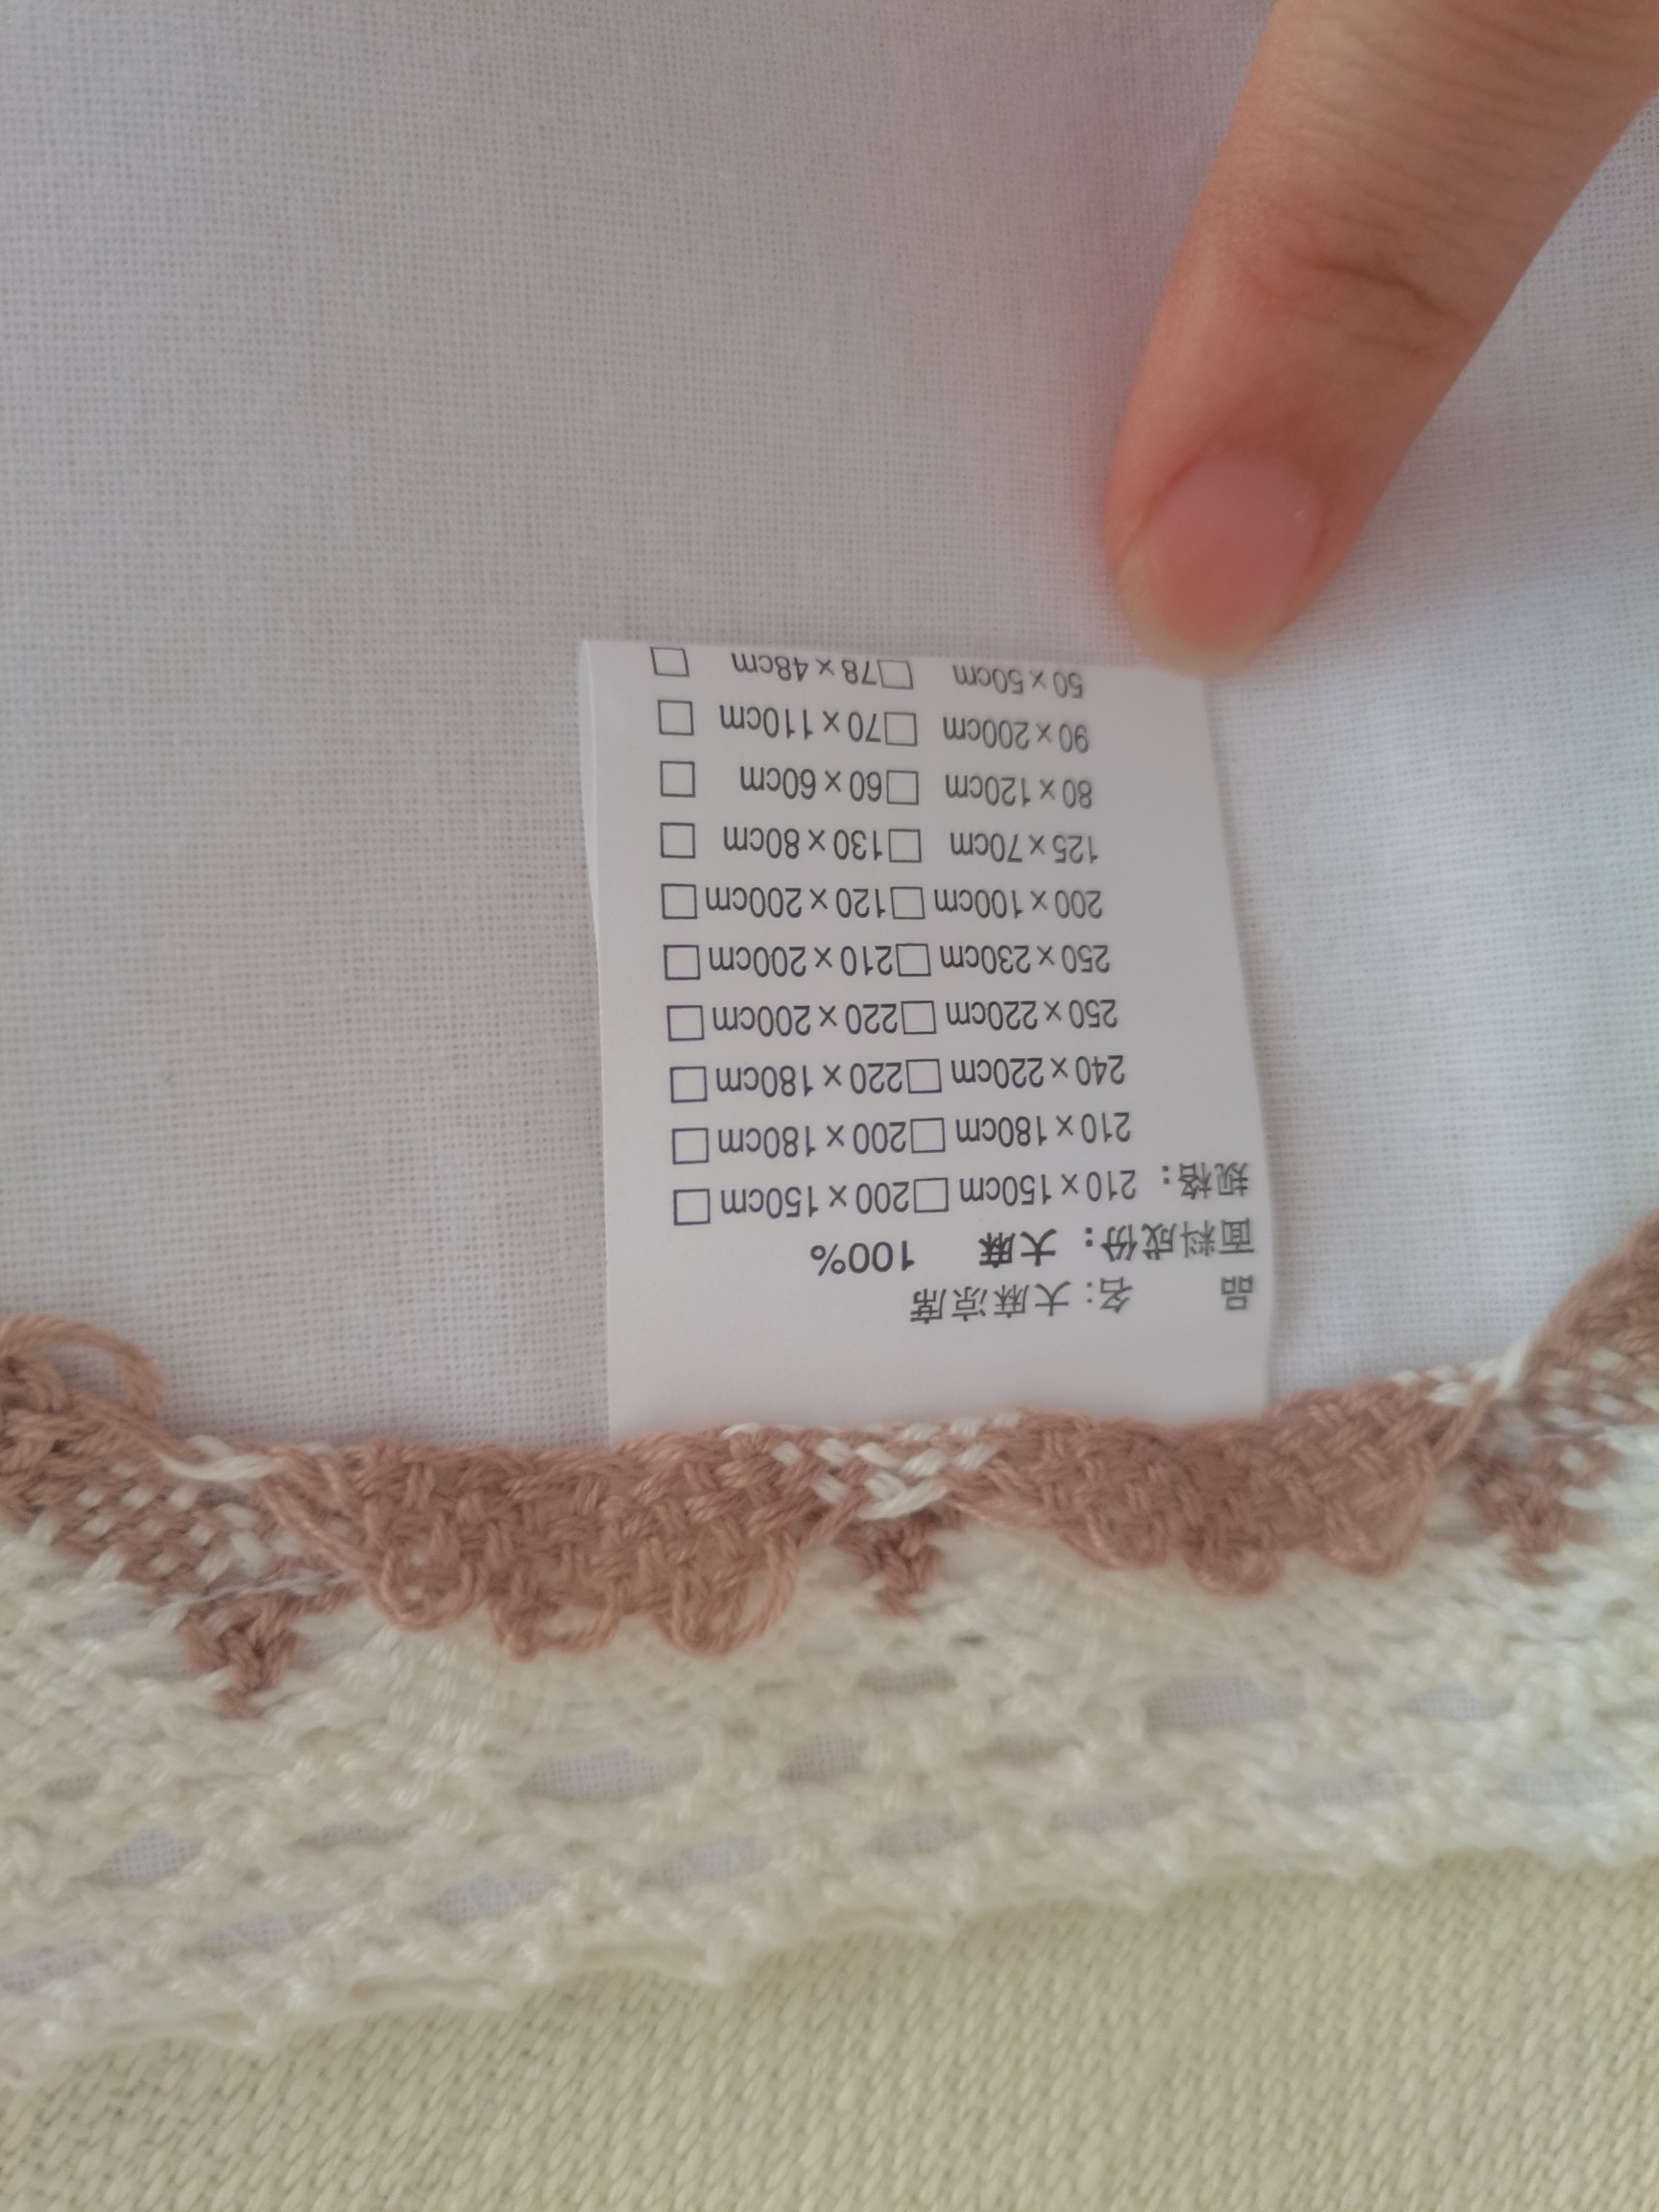 品 名：大麻凉席
面料成份：大麻 100%
规格：210×150cm□200×150cm□
210×180cm□200×180cm□
240×220cm□220×180cm□
250×220cm□220×200cm□
250×230cm□210×200cm□
200×100cm□120×200cm□
125×70cm □130×80cm □
80×120cm □60×60cm □
90×200cm □70×110cm □
50×50cm □78×48cm □